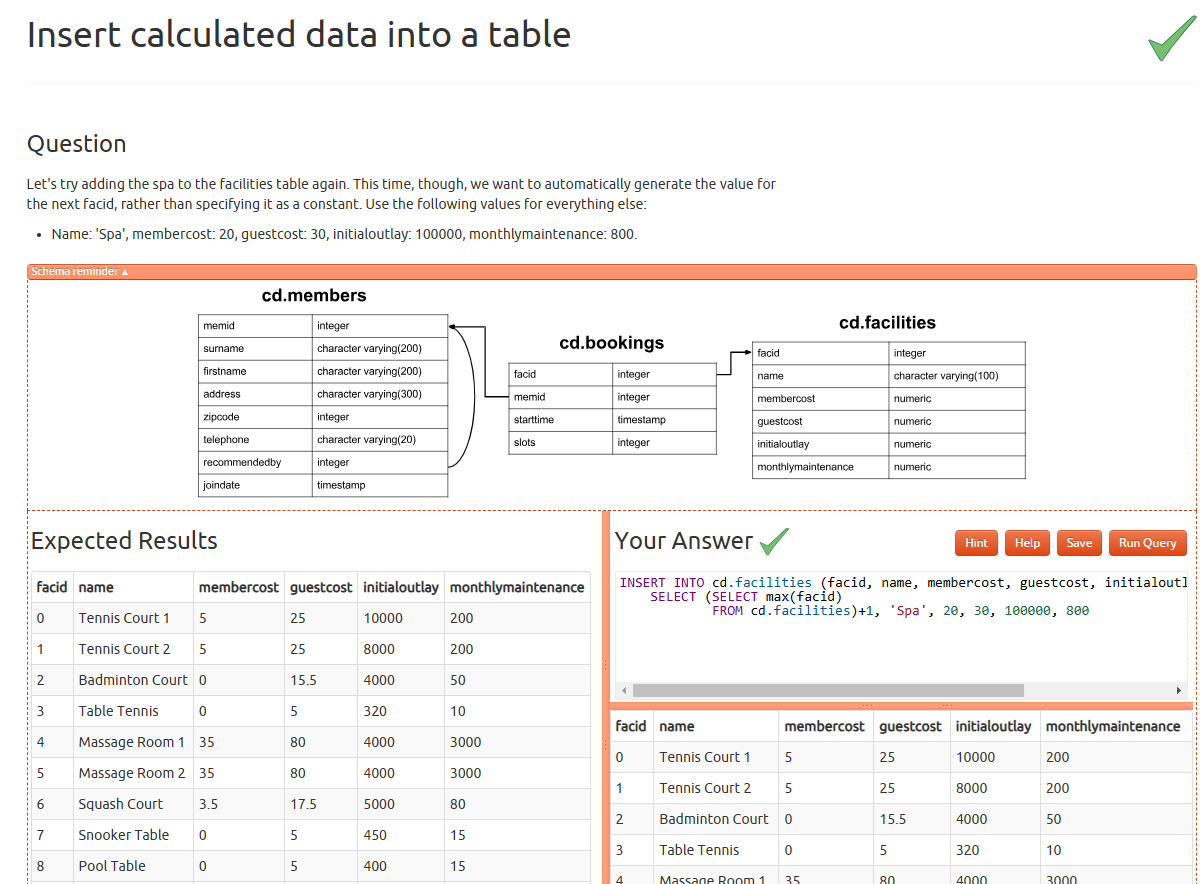 Insert calculated data into a table
Question
Let's try adding the spa to the facilities table again. This time, though, we want to automatically generate the value for
the next facid, rather than specifying it as a constant. Use the following values for everything else:
• Name: 'Spa', membercost: 20, guestcost: 30, initialoutlay: 100000, monthlymaintenance: 800.
Schema reminder ▲
cd.members
memid integer
surname character varying(200)
firstname character varying(200)
address character varying(300)
zipcode integer
telephone character varying(20)
recommendedby integer
joindate timestamp
cd.bookings
facid integer
memid integer
starttime timestamp
slots integer
cd.facilities
facid integer
name character varying(100)
membercost numeric
guestcost numeric
initialoutlay numeric
monthlymaintenance numeric
Expected Results
facid name membercost guestcost initialoutlay monthlymaintenance
0 Tennis Court 1 5 25 10000 200
1 Tennis Court 2 5 25 8000 200
2 Badminton Court 0 15.5 4000 50
3 Table Tennis 0 5 320 10
4 Massage Room 1 35 80 4000 3000
5 Massage Room 2 35 80 4000 3000
6 Squash Court 3.5 17.5 5000 80
7 Snooker Table 0 5 450 15
8 Pool Table 0 5 400 15
Your Answer
Hint Help Save Run Query
INSERT INTO cd.facilities (facid, name, membercost, guestcost, initialoutl
SELECT (SELECT max(facid)
FROM cd.facilities)+1, 'Spa', 20, 30, 100000, 800
facid name membercost guestcost initialoutlay monthlymaintenance
0 Tennis Court 1 5 25 10000 200
1 Tennis Court 2 5 25 8000 200
2 Badminton Court 0 15.5 4000 50
3 Table Tennis 0 5 320 10
4 Massage Room 1 35 80 4000 3000